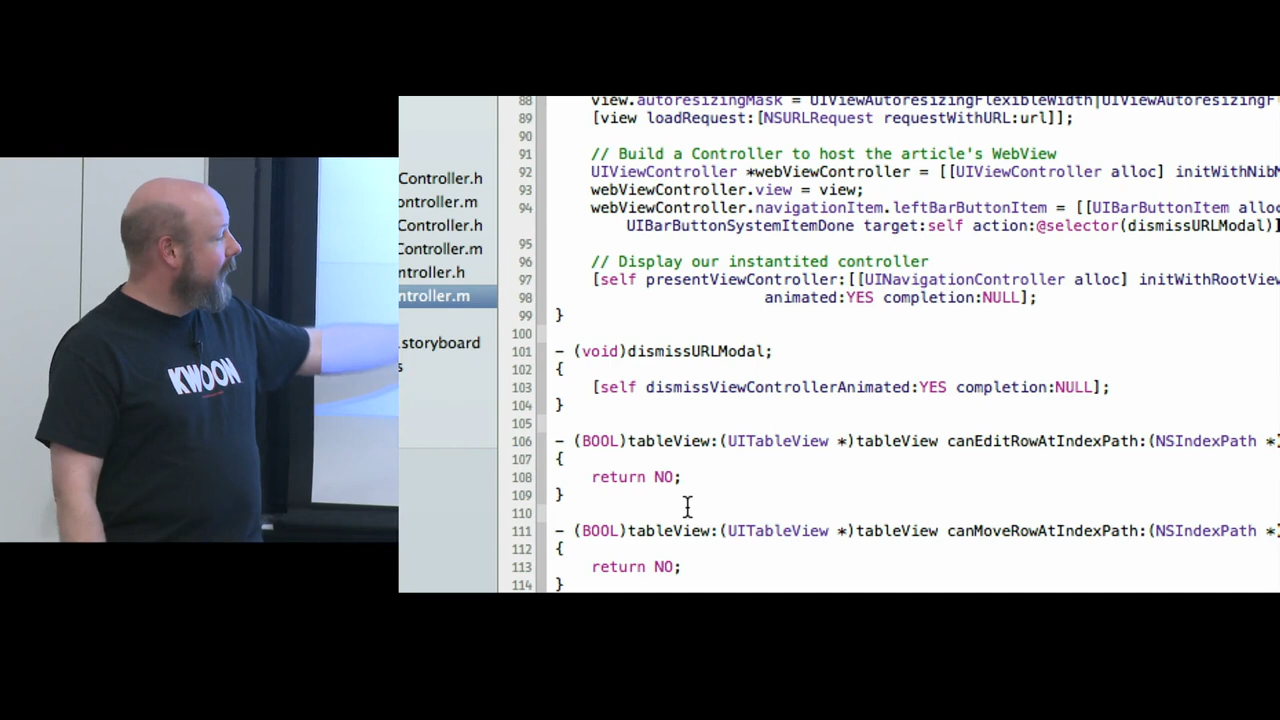 KWOON
Controller.h
ontroller.m
Controller.h
Controller.m
ntroller.h
ntroller.m
.storyboard
s
88 view.autoresizingMask = UIViewAutoresizingFlexibleWidth|UIViewAutoresizingF
89 [view loadRequest:[NSURLRequest requestWithURL:url]];
90
91 // Build a Controller to host the article's WebView
92 UIViewController *webViewController = [[UIViewController alloc] initWithNibN
93 webViewController.view = view;
94 webViewController.navigationItem.leftBarButtonItem = [[UIBarButtonItem alloc
UIBarButtonSystemItemDone target:self action:@selector(dismissURLModal)]
95
96 // Display our instantited controller
97 [self presentViewController:[[UINavigationController alloc] initWithRootView
98 animated:YES completion:NULL];
99 }
100
101 - (void)dismissURLModal;
102 {
103 [self dismissViewControllerAnimated:YES completion:NULL];
104 }
105
106 - (BOOL)tableView:(UITableView *)tableView canEditRowAtIndexPath:(NSIndexPath *)
107 {
108 return NO;
109 }
110
111 - (BOOL)tableView:(UITableView *)tableView canMoveRowAtIndexPath:(NSIndexPath *)
112 {
113 return NO;
114 }